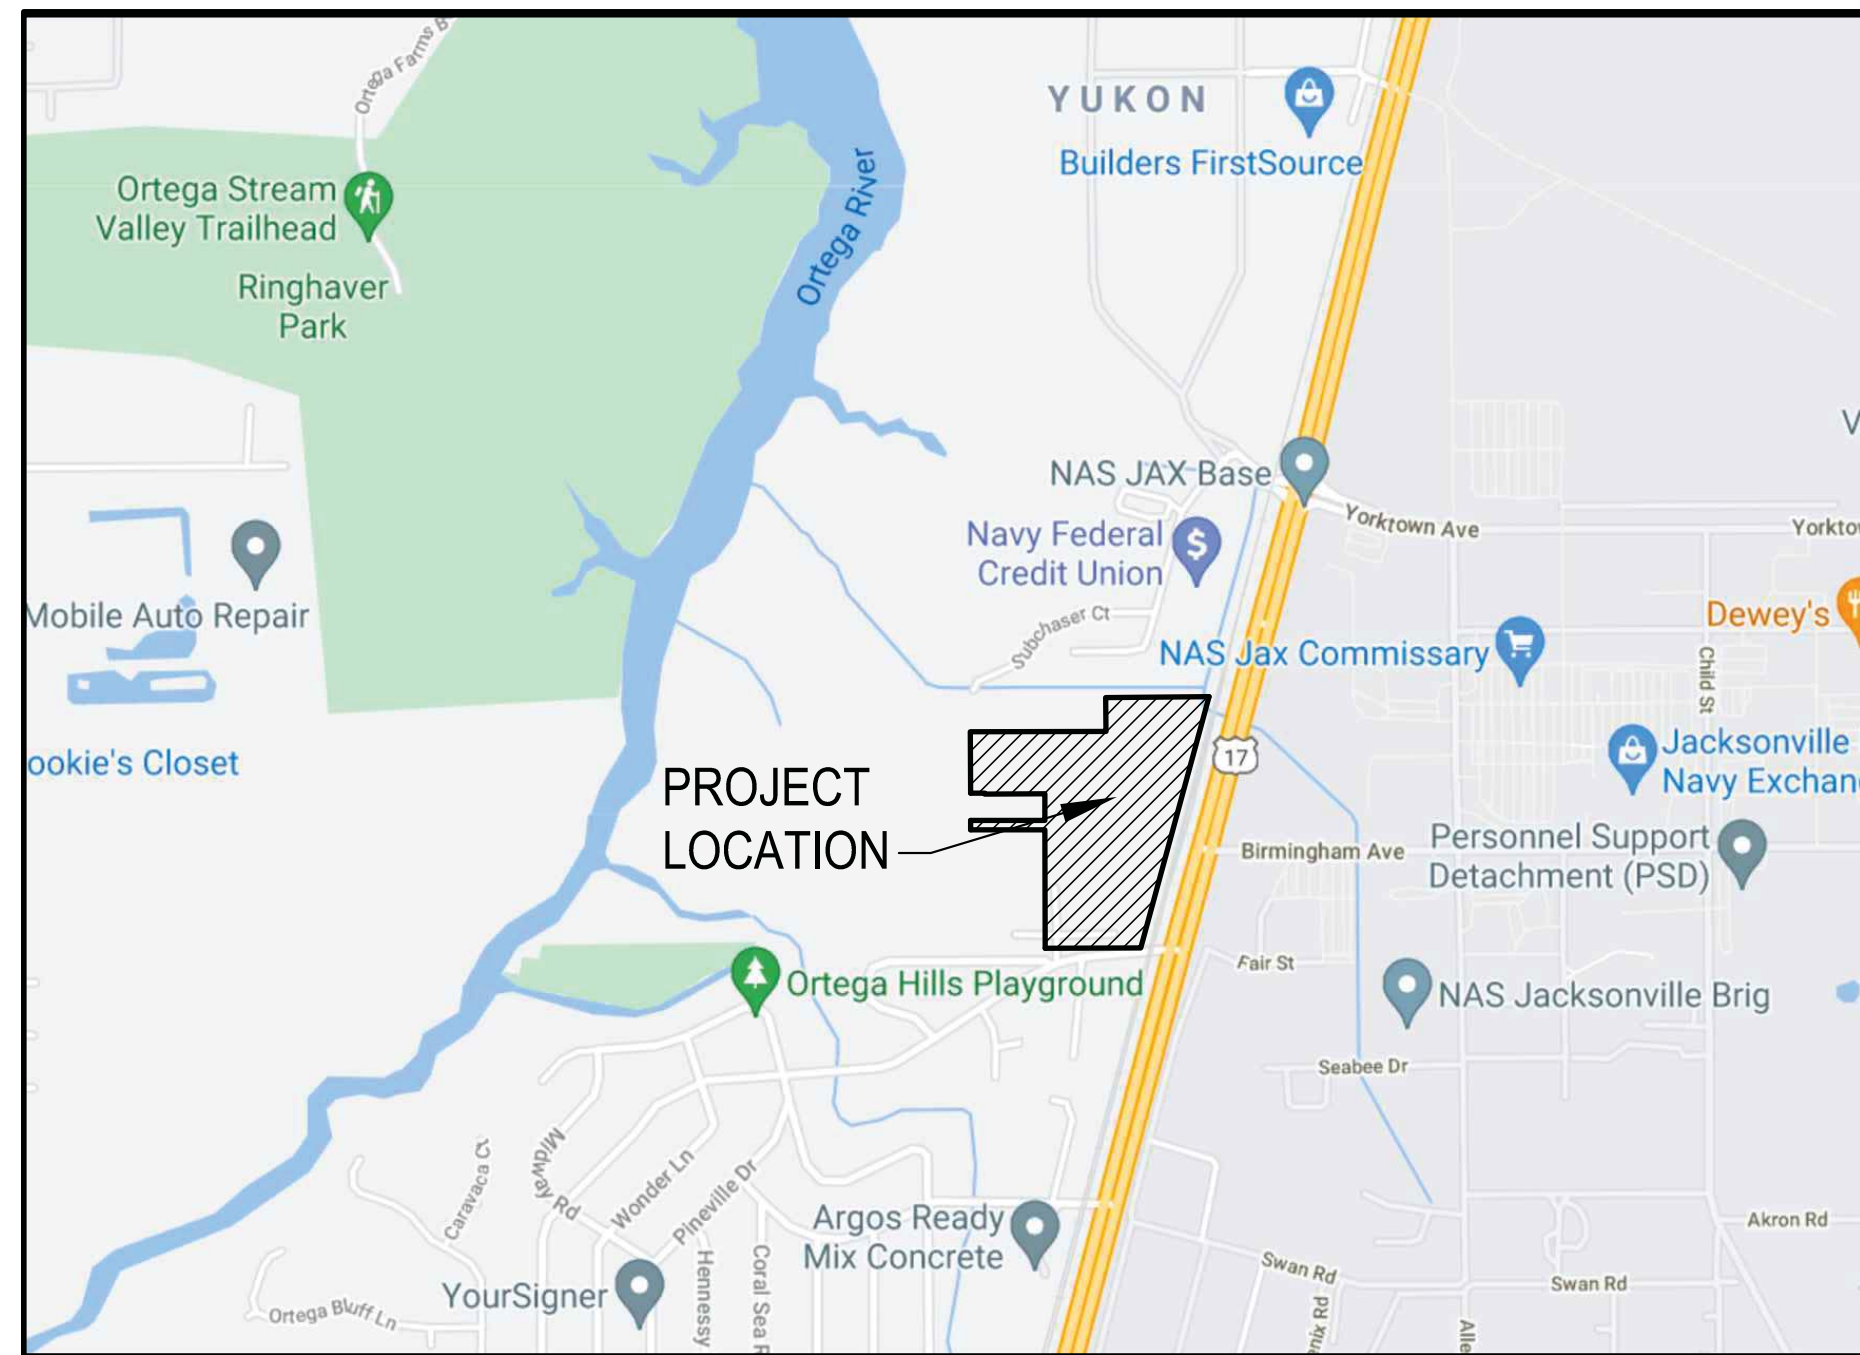 Ortega Farms B
YUKON
Builders FirstSource
Ortega Stream
Valley Trailhead
Ringhaver
Park
Ortega River
V
NAS JAX Base
Yorktown Ave
Yorkto
Navy Federal
Credit Union
Mobile Auto Repair
Subchaser Ct
Dewey's
NAS Jax Commissary
Child St
ookie's Closet
17
Jacksonville
Navy Exchan
PROJECT
LOCATION
Birmingham Ave
Personnel Support
Detachment (PSD)
Fair St
Ortega Hills Playground
NAS Jacksonville Brig
Seabee Dr
Midway Rd
Caravaca Ct
Wonder Ln
Pineville Dr
Argos Ready
Mix Concrete
Akron Rd
Hennessy
Coral Sea R
Swan Rd
Swan Rd
YourSigner
Ortega Bluff Ln
enix Rd
Alle